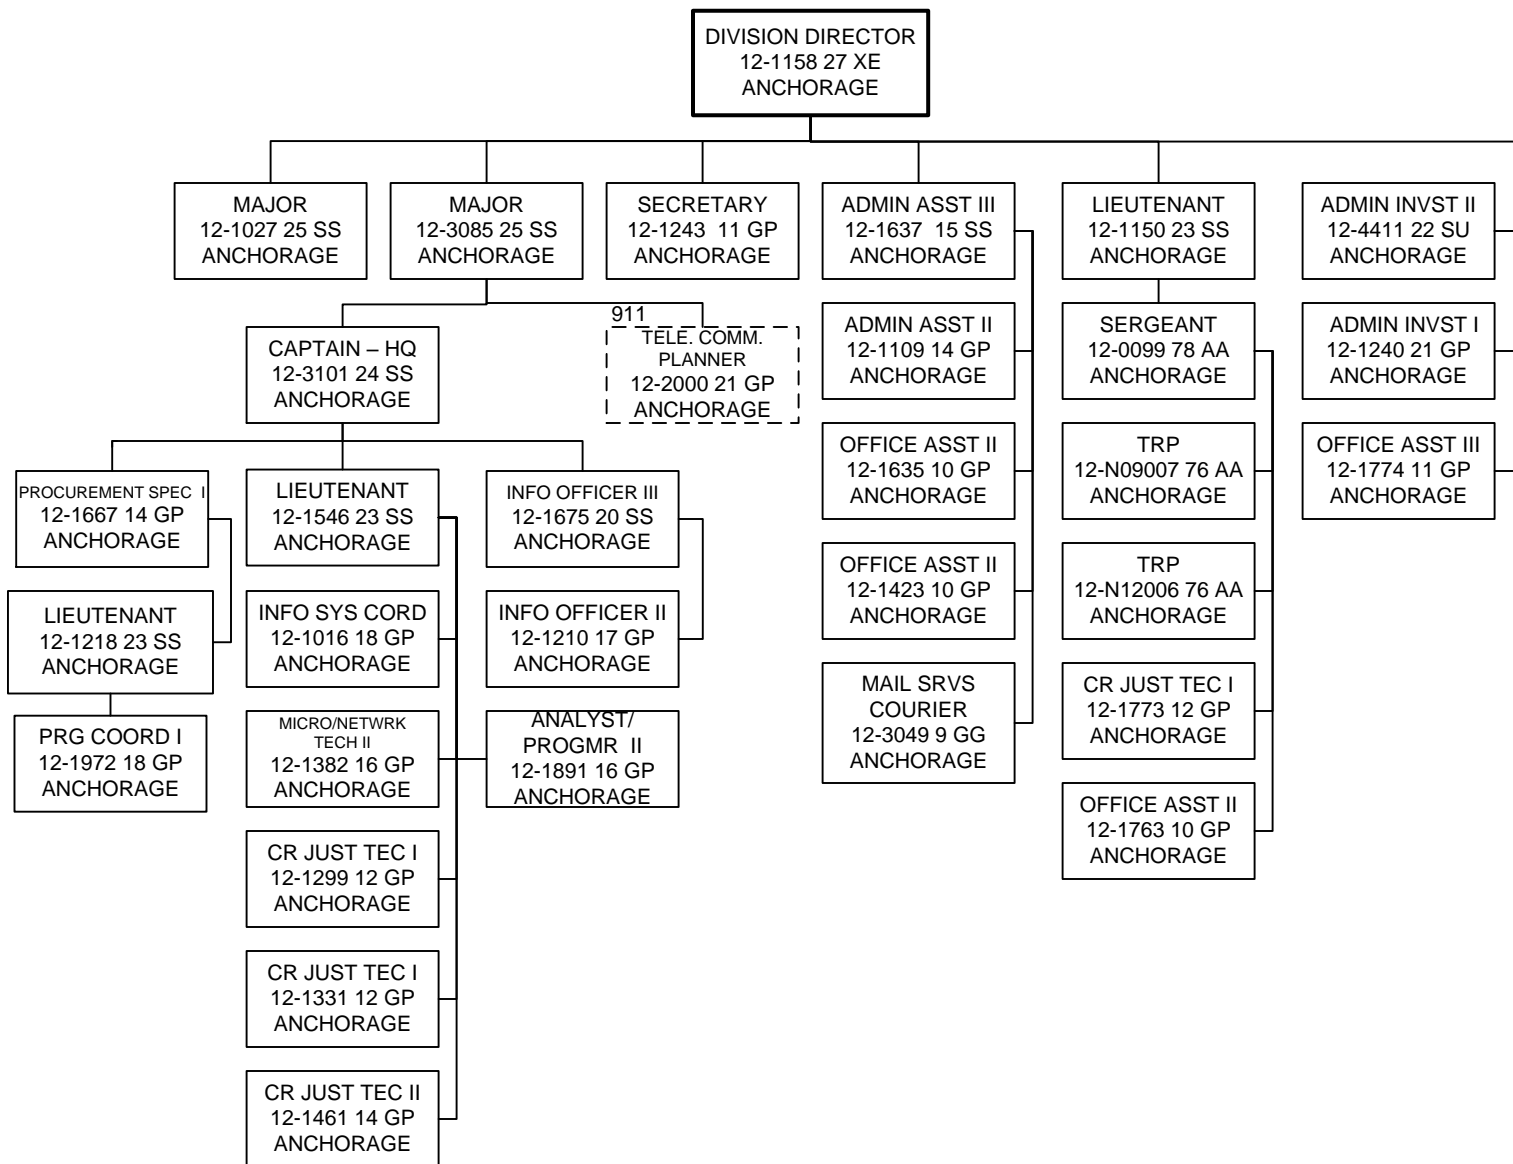 DIVISION DIRECTOR
12-1158 27 XE
ANCHORAGE
MAJOR
12-1027 25 SS
ANCHORAGE
MAJOR
12-3085 25 SS
ANCHORAGE
SECRETARY
12-1243 11 GP
ANCHORAGE
ADMIN ASST III
12-1637 15 SS
ANCHORAGE
LIEUTENANT
12-1150 23 SS
ANCHORAGE
ADMIN INVST II
12-4411 22 SU
ANCHORAGE
CAPTAIN – HQ
12-3101 24 SS
ANCHORAGE
911
TELE. COMM.
PLANNER
12-2000 21 GP
ANCHORAGE
ADMIN ASST II
12-1109 14 GP
ANCHORAGE
SERGEANT
12-0099 78 AA
ANCHORAGE
ADMIN INVST I
12-1240 21 GP
ANCHORAGE
PROCUREMENT SPEC I
12-1667 14 GP
ANCHORAGE
LIEUTENANT
12-1546 23 SS
ANCHORAGE
INFO OFFICER III
12-1675 20 SS
ANCHORAGE
OFFICE ASST II
12-1635 10 GP
ANCHORAGE
TRP
12-N09007 76 AA
ANCHORAGE
OFFICE ASST III
12-1774 11 GP
ANCHORAGE
LIEUTENANT
12-1218 23 SS
ANCHORAGE
INFO SYS CORD
12-1016 18 GP
ANCHORAGE
INFO OFFICER II
12-1210 17 GP
ANCHORAGE
OFFICE ASST II
12-1423 10 GP
ANCHORAGE
TRP
12-N12006 76 AA
ANCHORAGE
PRG COORD I
12-1972 18 GP
ANCHORAGE
MICRO/NETWRK
TECH II
12-1382 16 GP
ANCHORAGE
ANALYST/
PROGMR II
12-1891 16 GP
ANCHORAGE
MAIL SRVS
COURIER
12-3049 9 GG
ANCHORAGE
CR JUST TEC I
12-1773 12 GP
ANCHORAGE
CR JUST TEC I
12-1299 12 GP
ANCHORAGE
OFFICE ASST II
12-1763 10 GP
ANCHORAGE
CR JUST TEC I
12-1331 12 GP
ANCHORAGE
CR JUST TEC II
12-1461 14 GP
ANCHORAGE